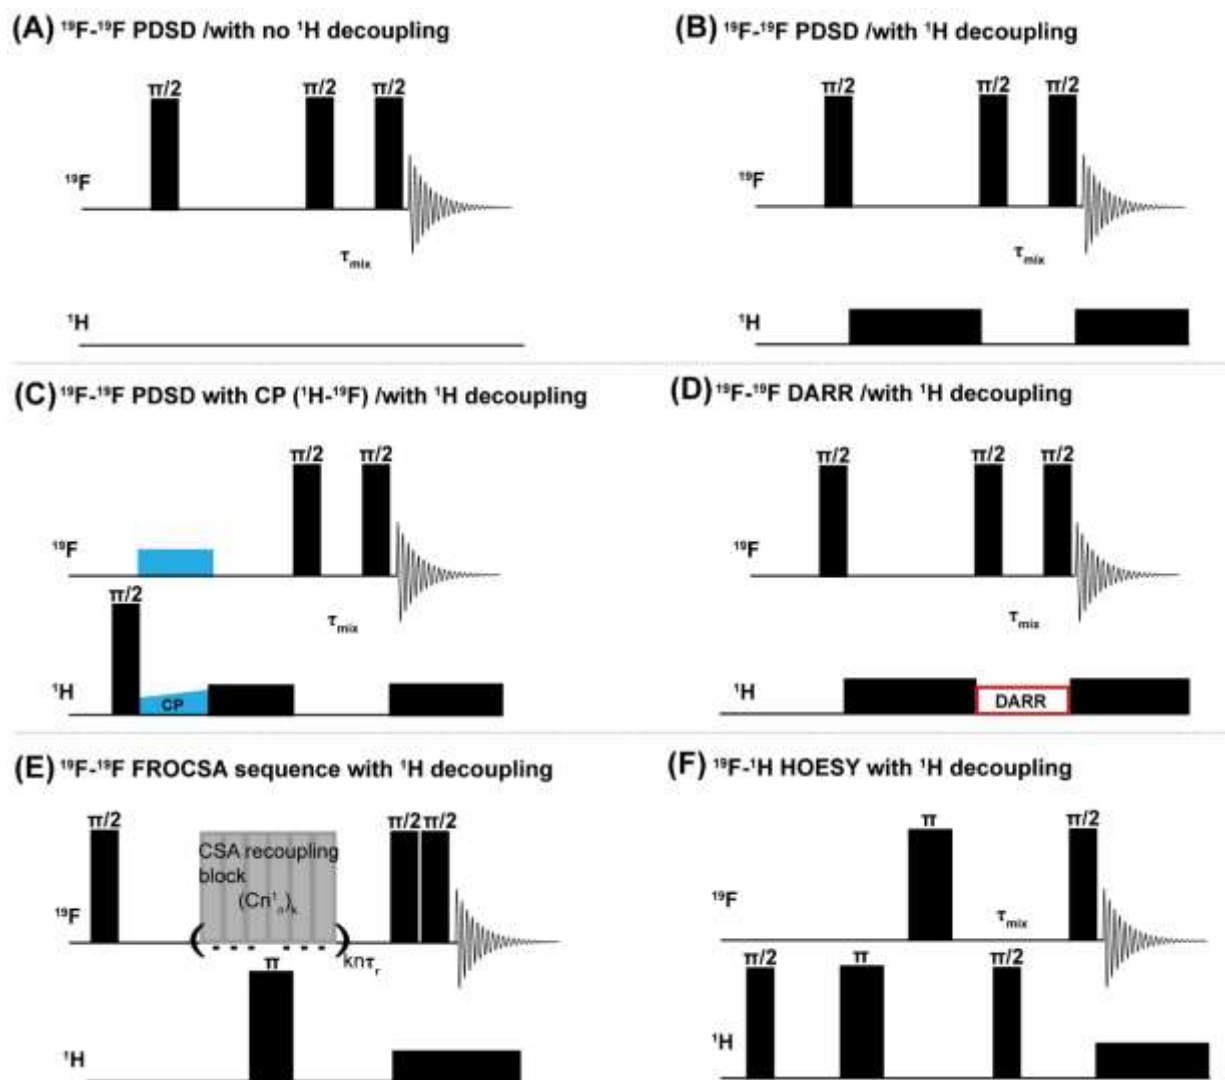 (A) ¹⁹F-¹⁹F PDSD /with no ¹H decoupling
π/2 π/2 π/2
¹⁹F
τmix
¹H
(B) ¹⁹F-¹⁹F PDSD /with ¹H decoupling
π/2 π/2 π/2
¹⁹F
τmix
¹H
(C) ¹⁹F-¹⁹F PDSD with CP (¹H-¹⁹F) /with ¹H decoupling
π/2 π/2
¹⁹F
π/2
τmix
¹H
CP
(D) ¹⁹F-¹⁹F DARR /with ¹H decoupling
π/2 π/2 π/2
¹⁹F
τmix
¹H
DARR
(E) ¹⁹F-¹⁹F FROCSA sequence with ¹H decoupling
π/2 π/2 π/2
CSA recoupling
block
(Cn¹ₙ)ₖ
¹⁹F
( - - - - - - ) knτr
π
¹H
(F) ¹⁹F-¹H HOESY with ¹H decoupling
π π/2
¹⁹F
τmix
π/2 π π/2
¹H